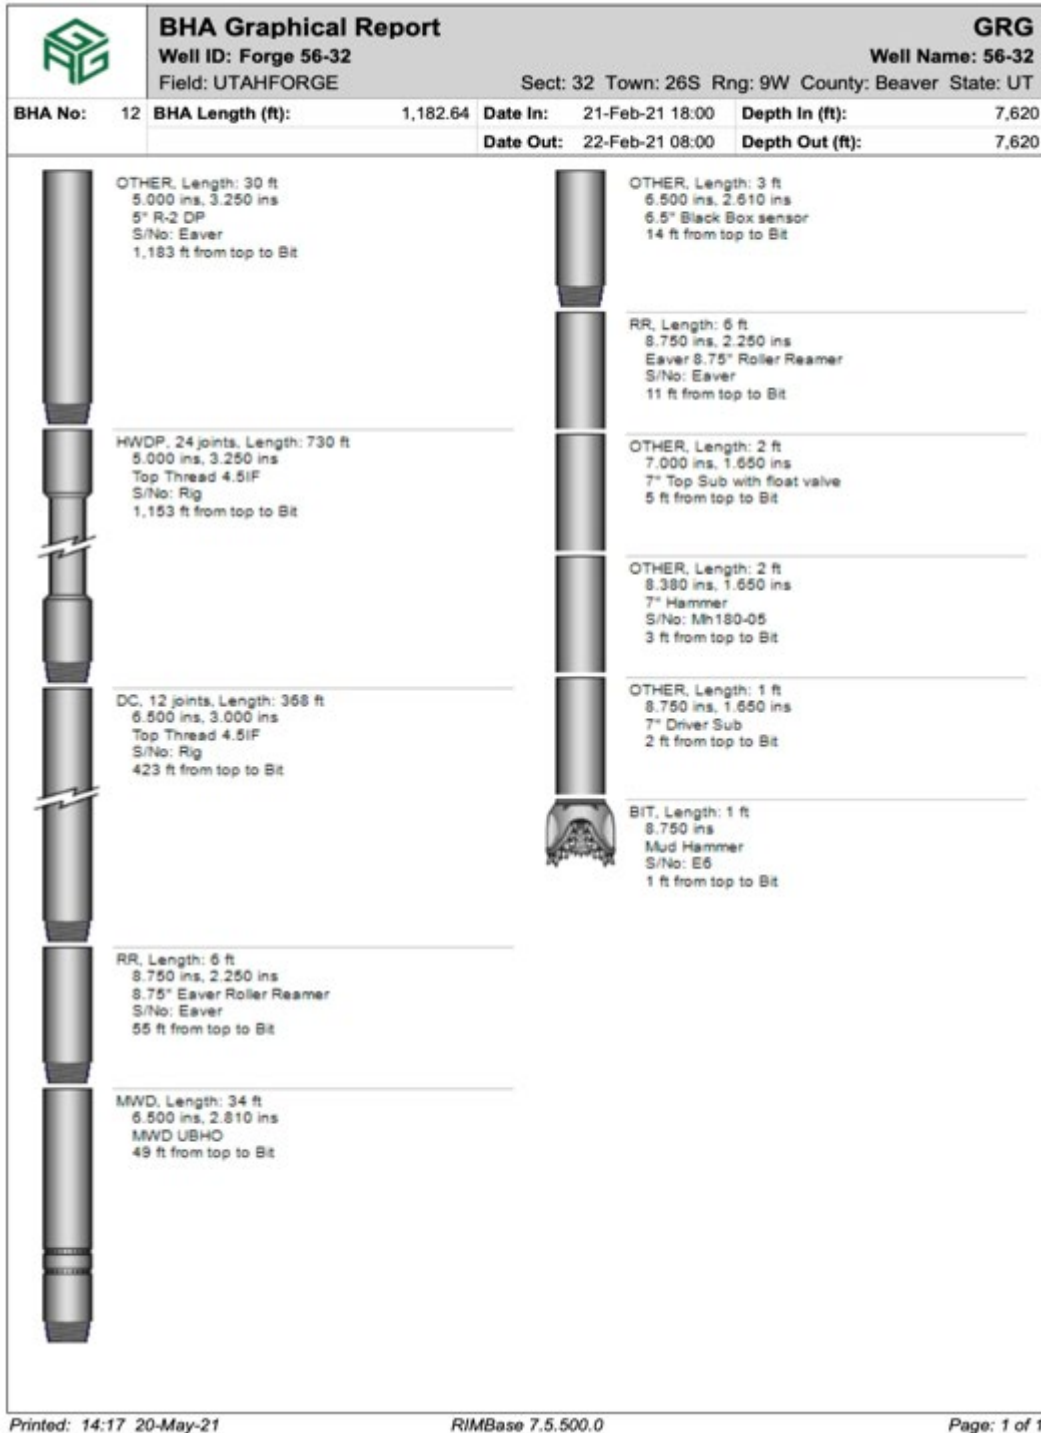 GRG
BHA Graphical Report
GRG
Well ID: Forge 56-32
Well Name: 56-32
Field: UTAHFORGE
Sect: 32 Town: 26S Rng: 9W County: Beaver State: UT
BHA No: 12 BHA Length (ft): 1,182.64 Date In: 21-Feb-21 18:00 Depth In (ft): 7,620
Date Out: 22-Feb-21 08:00 Depth Out (ft): 7,620
OTHER, Length: 30 ft
5.000 ins, 3.250 ins
5" R-2 DP
S/No: Eaver
1,183 ft from top to Bit
HWDP, 24 joints, Length: 730 ft
5.000 ins, 3.250 ins
Top Thread 4.5IF
S/No: Rig
1,153 ft from top to Bit
DC, 12 joints, Length: 368 ft
6.500 ins, 3.000 ins
Top Thread 4.5IF
S/No: Rig
423 ft from top to Bit
RR, Length: 6 ft
8.750 ins, 2.250 ins
8.75" Eaver Roller Reamer
S/No: Eaver
55 ft from top to Bit
MWD, Length: 34 ft
6.500 ins, 2.810 ins
MWD UBHO
49 ft from top to Bit
OTHER, Length: 3 ft
6.500 ins, 2.610 ins
6.5" Black Box sensor
14 ft from top to Bit
RR, Length: 6 ft
8.750 ins, 2.250 ins
Eaver 8.75" Roller Reamer
S/No: Eaver
11 ft from top to Bit
OTHER, Length: 2 ft
7.000 ins, 1.650 ins
7" Top Sub with float valve
5 ft from top to Bit
OTHER, Length: 2 ft
8.380 ins, 1.650 ins
7" Hammer
S/No: Mh180-05
3 ft from top to Bit
OTHER, Length: 1 ft
8.750 ins, 1.650 ins
7" Driver Sub
2 ft from top to Bit
BIT, Length: 1 ft
8.750 ins
Mud Hammer
S/No: E6
1 ft from top to Bit
Printed: 14:17 20-May-21
RIMBase 7.5.500.0
Page: 1 of 1